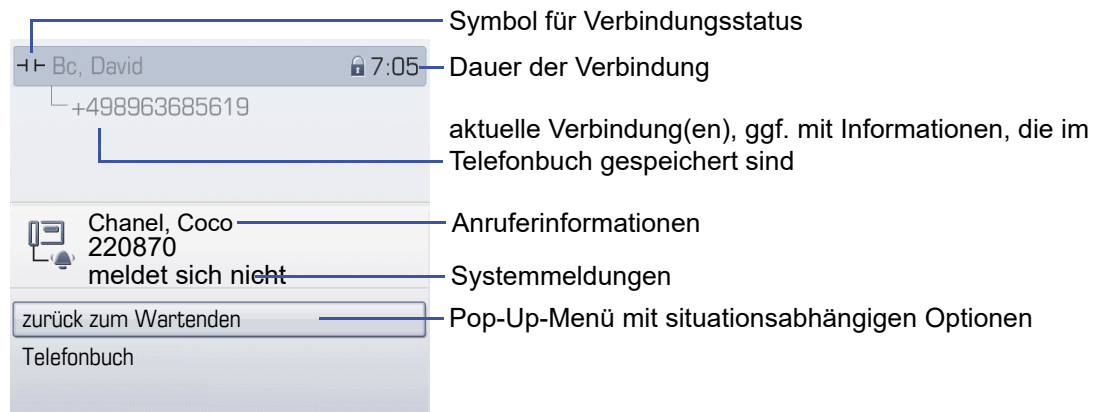 Symbol für Verbindungsstatus
Bc, David 7:05
Dauer der Verbindung
+498963685619
aktuelle Verbindung(en), ggf. mit Informationen, die im
Telefonbuch gespeichert sind
Chanel, Coco
Anruferinformationen
220870
meldet sich nicht
Systemmeldungen
zurück zum Wartenden
Pop-Up-Menü mit situationsabhängigen Optionen
Telefonbuch